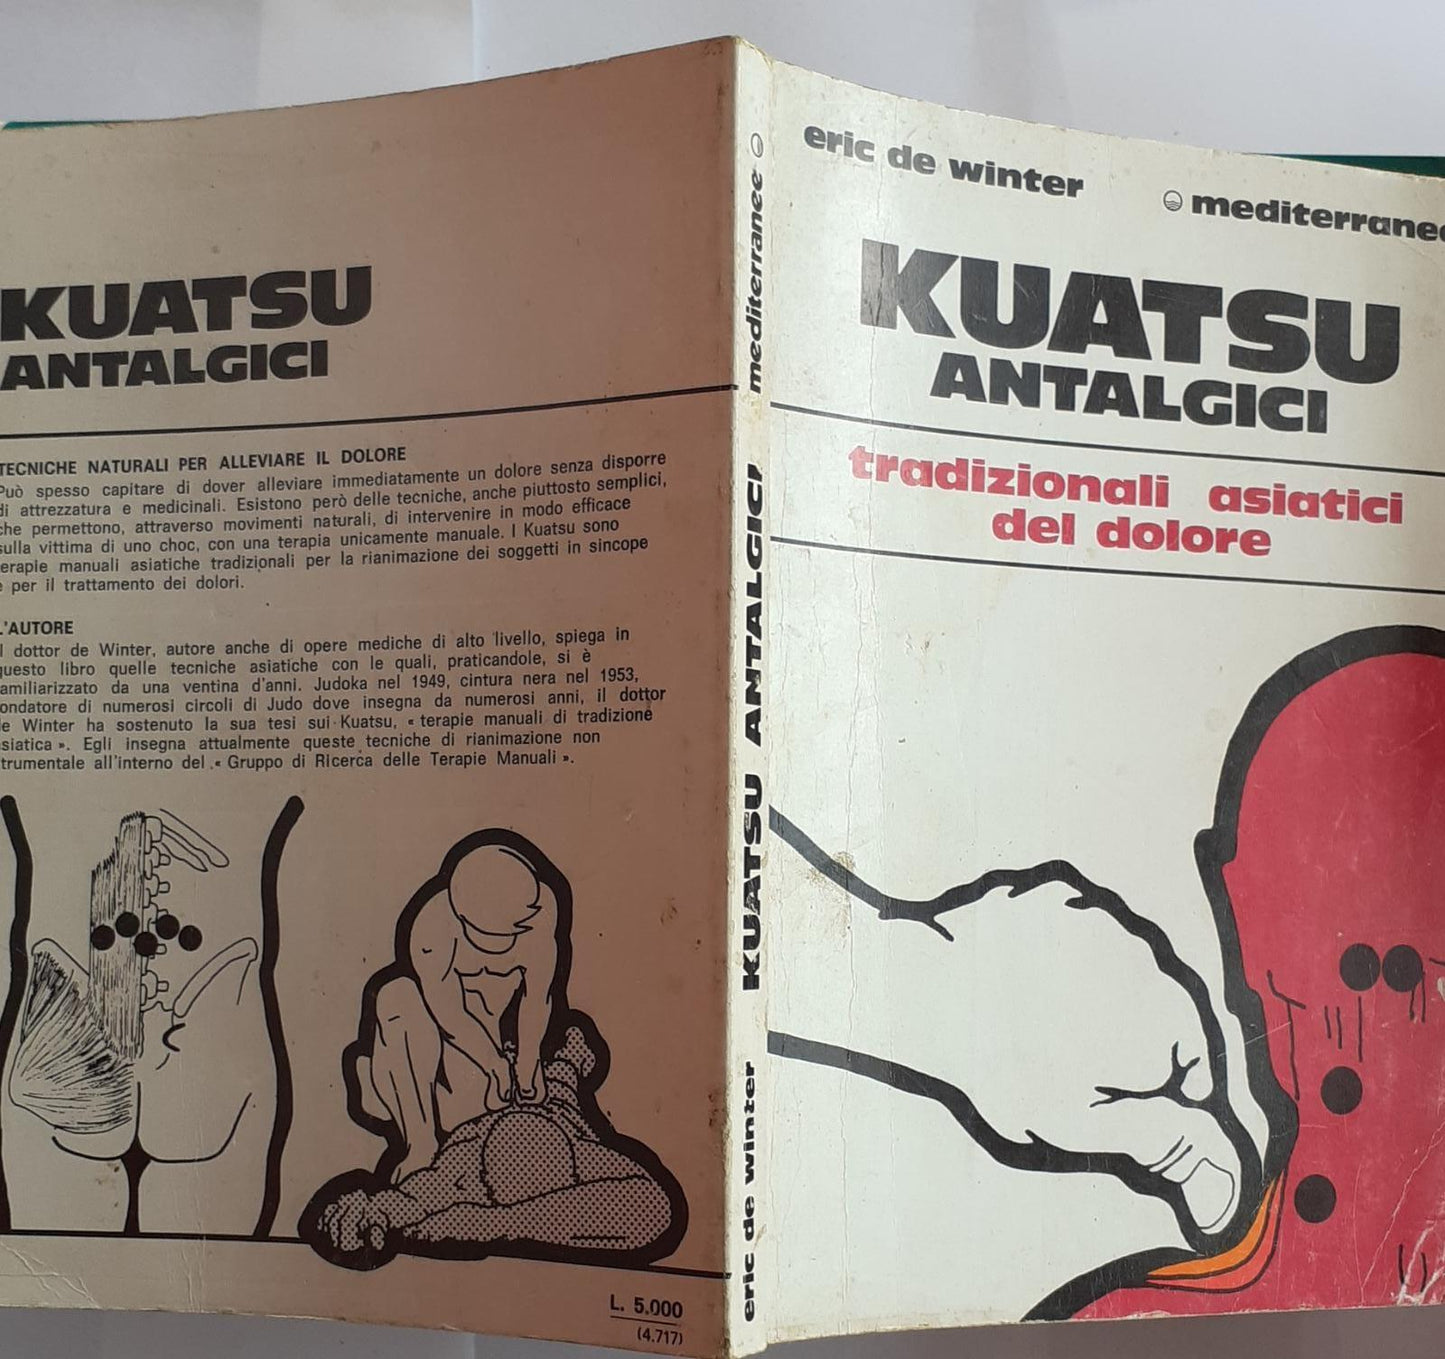 KUATSU
ANTALGICI
TECNICHE NATURALI PER ALLEVIARE IL DOLORE
Può spesso capitare di dover alleviare immediatamente un dolore senza disporre
di attrezzatura e medicinali. Esistono però delle tecniche, anche piuttosto semplici,
che permettono, attraverso movimenti naturali, di intervenire in modo efficace
sulla vittima di uno choc, con una terapia unicamente manuale. I Kuatsu sono
erapie manuali asiatiche tradizionali per la rianimazione dei soggetti in sincope
e per il trattamento dei dolori.
L'AUTORE
l dottor de Winter, autore anche di opere mediche di alto livello, spiega in
questo libro quelle tecniche asiatiche con le quali, praticandole, si è
amiliarizzato da una ventina d'anni. Judoka nel 1949, cintura nera nel 1953,
ondatore di numerosi circoli di Judo dove insegna da numerosi anni, il dottor
de Winter ha sostenuto la sua tesi sui Kuatsu, « terapie manuali di tradizione
siatica ». Egli insegna attualmente queste tecniche di rianimazione non
trumentale all'interno del « Gruppo di Ricerca delle Terapie Manuali ».
L. 5.000
(4.717)
eric de winter KUATSU ANTALGICI mediterranee
eric de winter mediterranee
KUATSU
ANTALGICI
tradizionali asiatici
del dolore